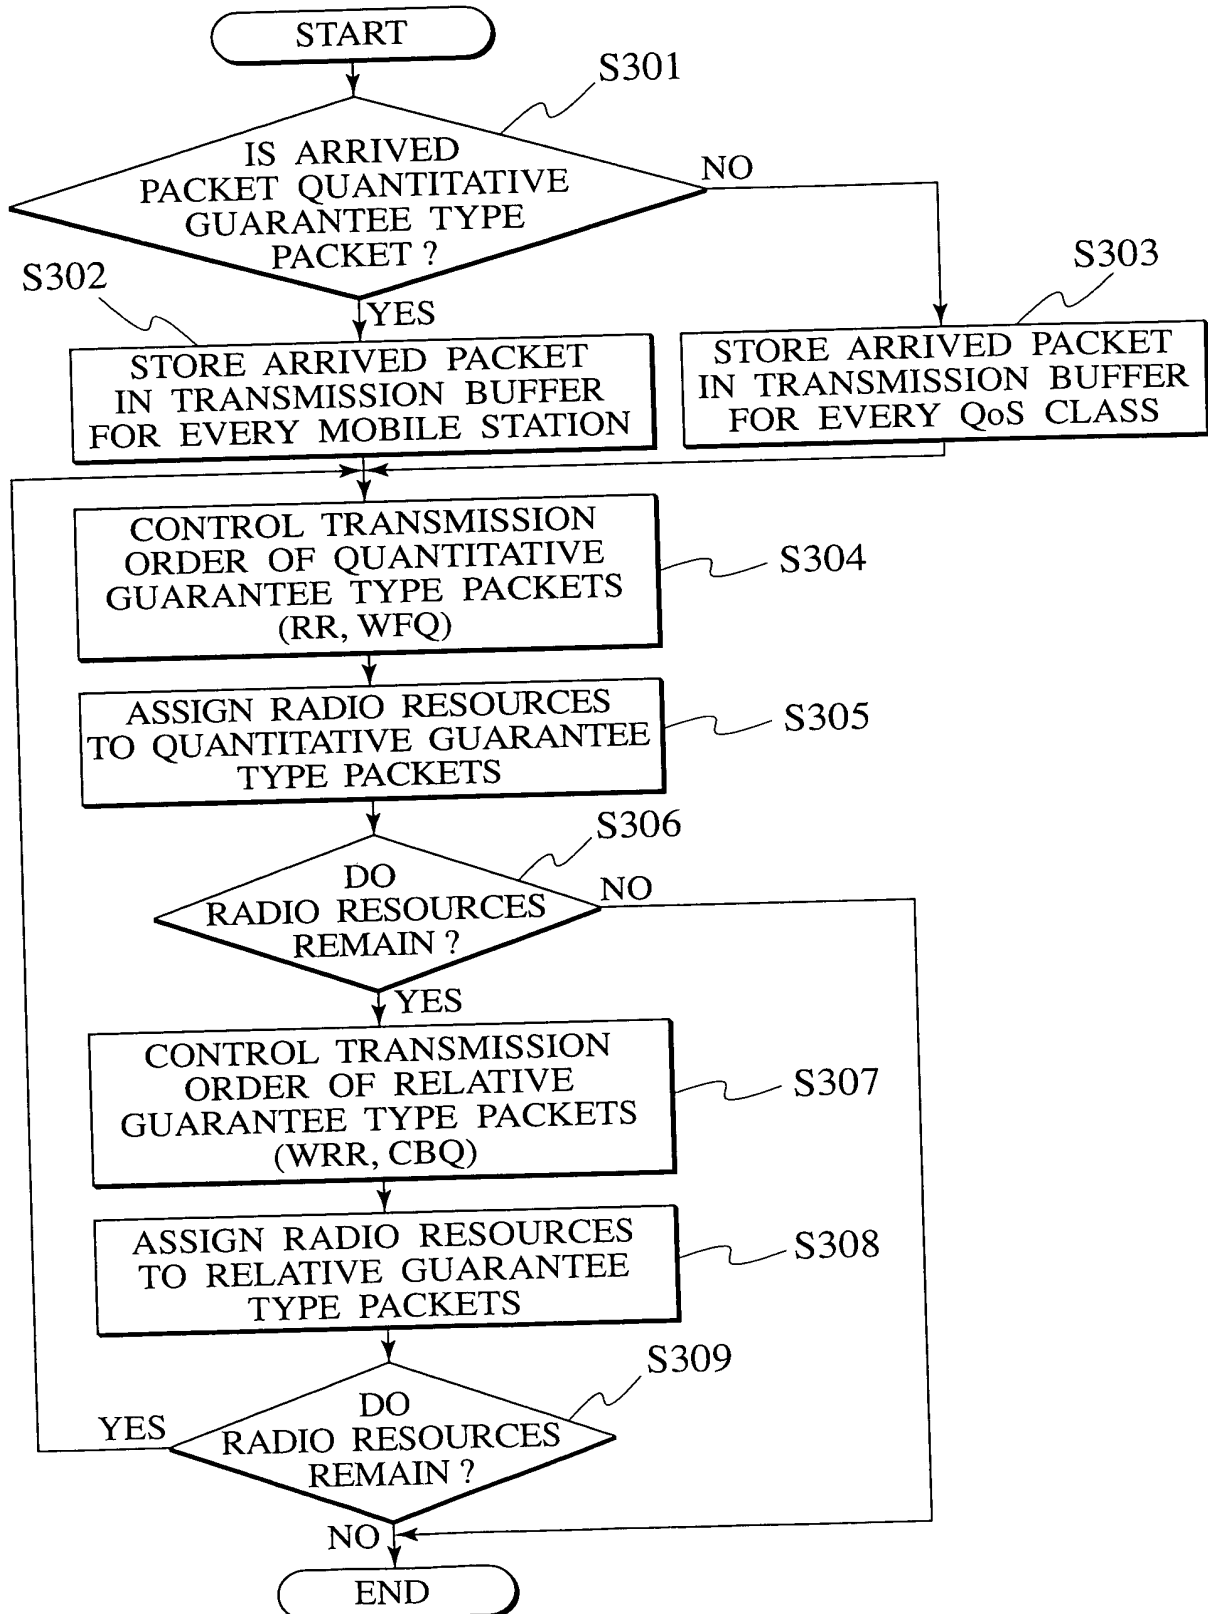 START
S301
IS ARRIVED
PACKET QUANTITATIVE
GUARANTEE TYPE
PACKET ?
NO
S302
YES
S303
STORE ARRIVED PACKET
IN TRANSMISSION BUFFER
FOR EVERY MOBILE STATION
STORE ARRIVED PACKET
IN TRANSMISSION BUFFER
FOR EVERY QoS CLASS
CONTROL TRANSMISSION
ORDER OF QUANTITATIVE
GUARANTEE TYPE PACKETS
(RR, WFQ)
S304
ASSIGN RADIO RESOURCES
TO QUANTITATIVE GUARANTEE
TYPE PACKETS
S305
S306
DO
RADIO RESOURCES
REMAIN ?
NO
YES
CONTROL TRANSMISSION
ORDER OF RELATIVE
GUARANTEE TYPE PACKETS
(WRR, CBQ)
S307
ASSIGN RADIO RESOURCES
TO RELATIVE GUARANTEE
TYPE PACKETS
S308
S309
DO
RADIO RESOURCES
REMAIN ?
YES
NO
END